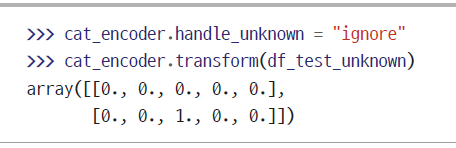 >>> cat_encoder.handle_unknown = "ignore"
>>> cat_encoder.transform(df_test_unknown)
array([[0., 0., 0., 0., 0.],
       [0., 0., 1., 0., 0.]])